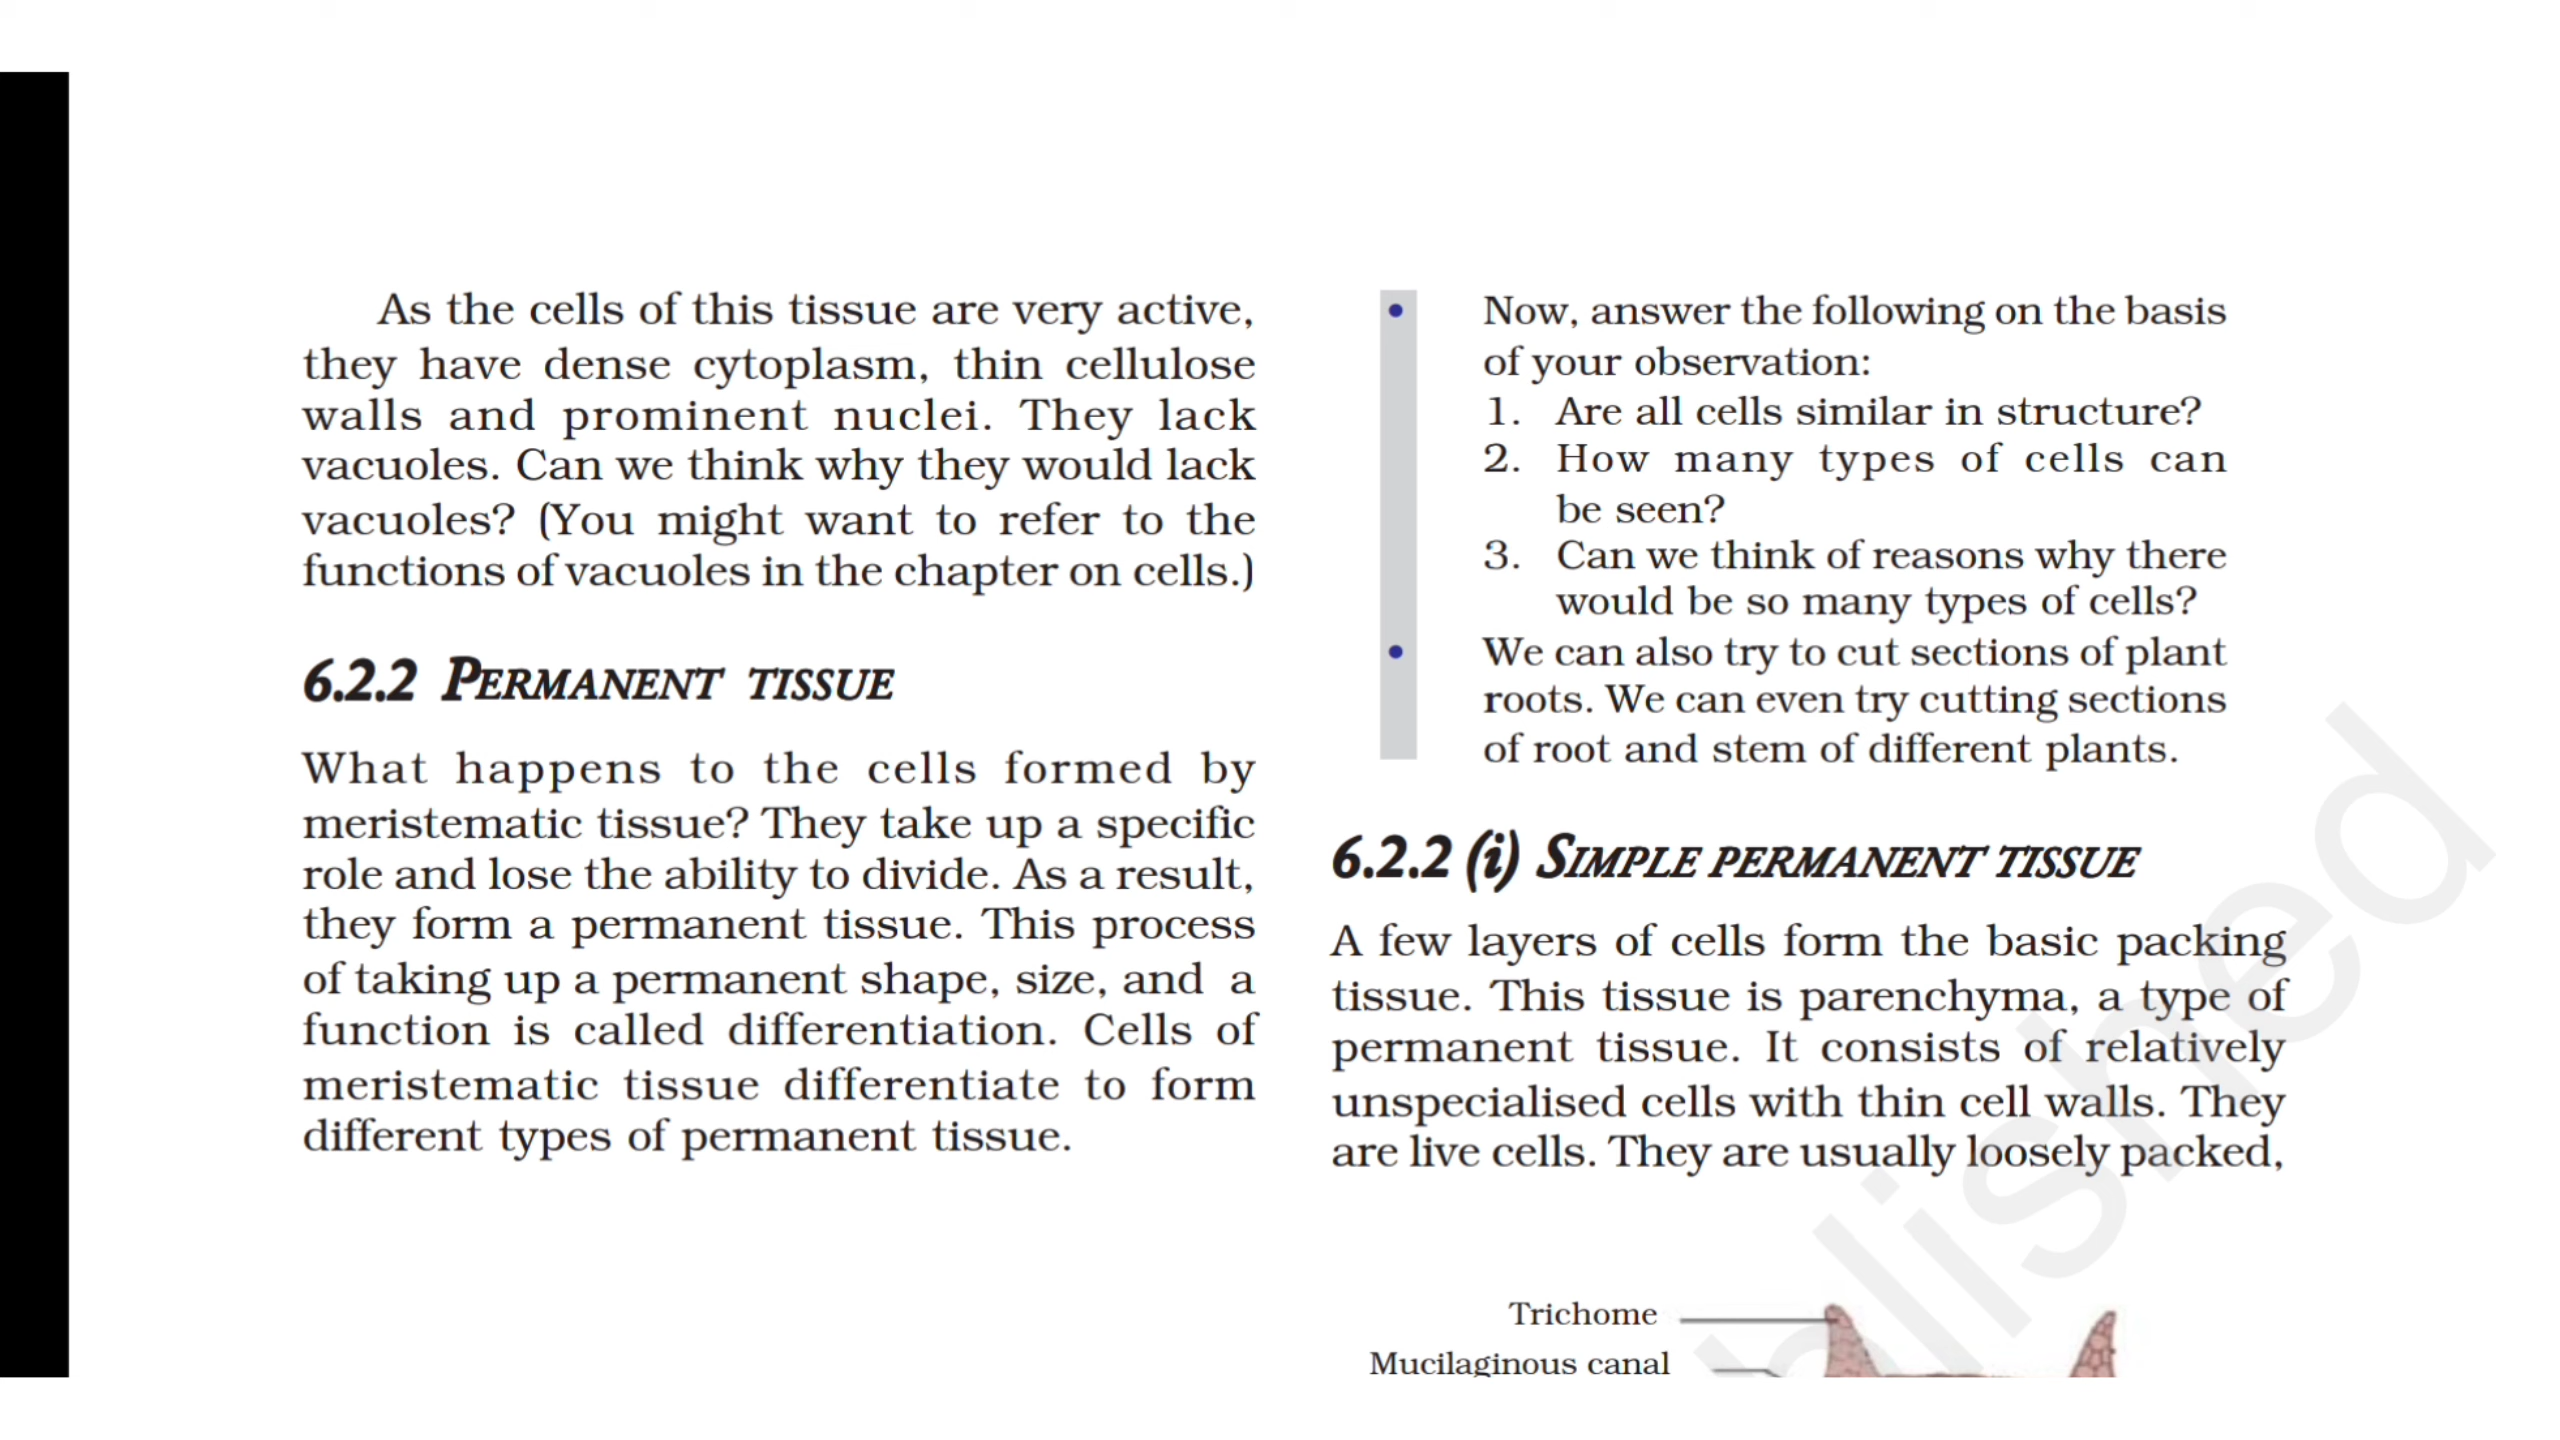 As the cells of this tissue are very active,
they have dense cytoplasm, thin cellulose
walls and prominent nuclei. They lack
vacuoles. Can we think why they would lack
vacuoles? (You might want to refer to the
functions of vacuoles in the chapter on cells.)
6.2.2 PERMANENT TISSUE
What happens to the cells formed by
meristematic tissue? They take up a specific
role and lose the ability to divide. As a result,
they form a permanent tissue. This process
of taking up a permanent shape, size, and a
function is called differentiation. Cells of
meristematic tissue differentiate to form
different types of permanent tissue.
• Now, answer the following on the basis
of your observation:
1. Are all cells similar in structure?
2. How many types of cells can
be seen?
3. Can we think of reasons why there
would be so many types of cells?
• We can also try to cut sections of plant
roots. We can even try cutting sections
of root and stem of different plants.
6.2.2 (i) SIMPLE PERMANENT TISSUE
A few layers of cells form the basic packing
tissue. This tissue is parenchyma, a type of
permanent tissue. It consists of relatively
unspecialised cells with thin cell walls. They
are live cells. They are usually loosely packed,
Trichome
Mucilaginous canal
blished